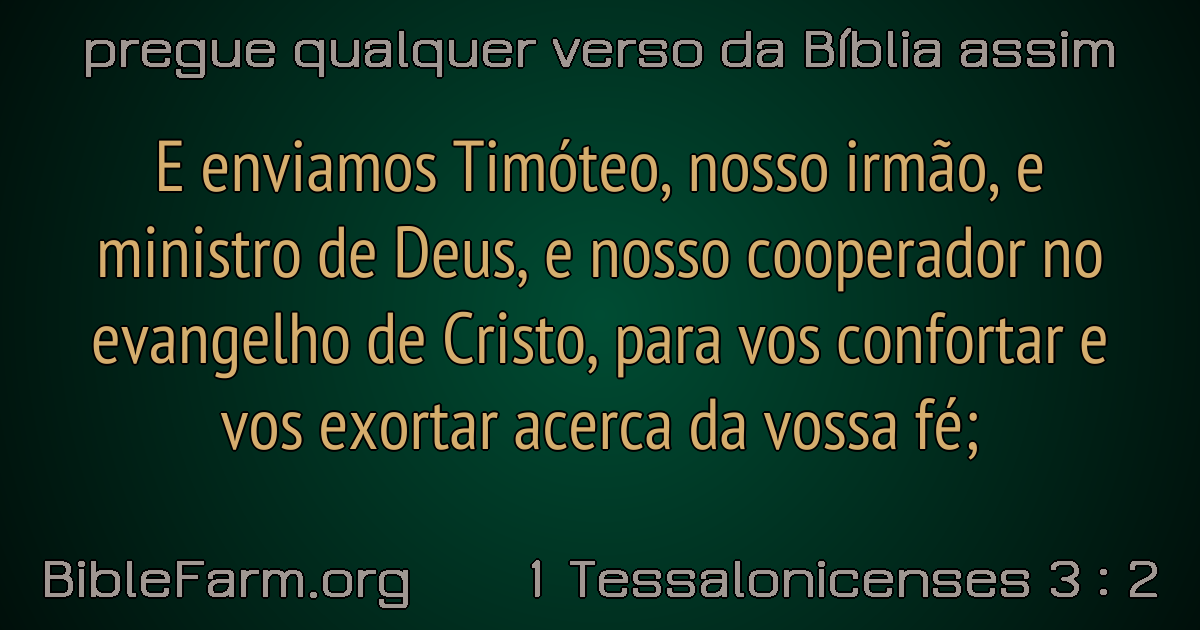 pregue qualquer verso da Bíblia assim
E enviamos Timóteo, nosso irmão, e
ministro de Deus, e nosso cooperador no
evangelho de Cristo, para vos confortar e
vos exortar acerca da vossa fé;
BibleFarm.org 1 Tessalonicenses 3 : 2